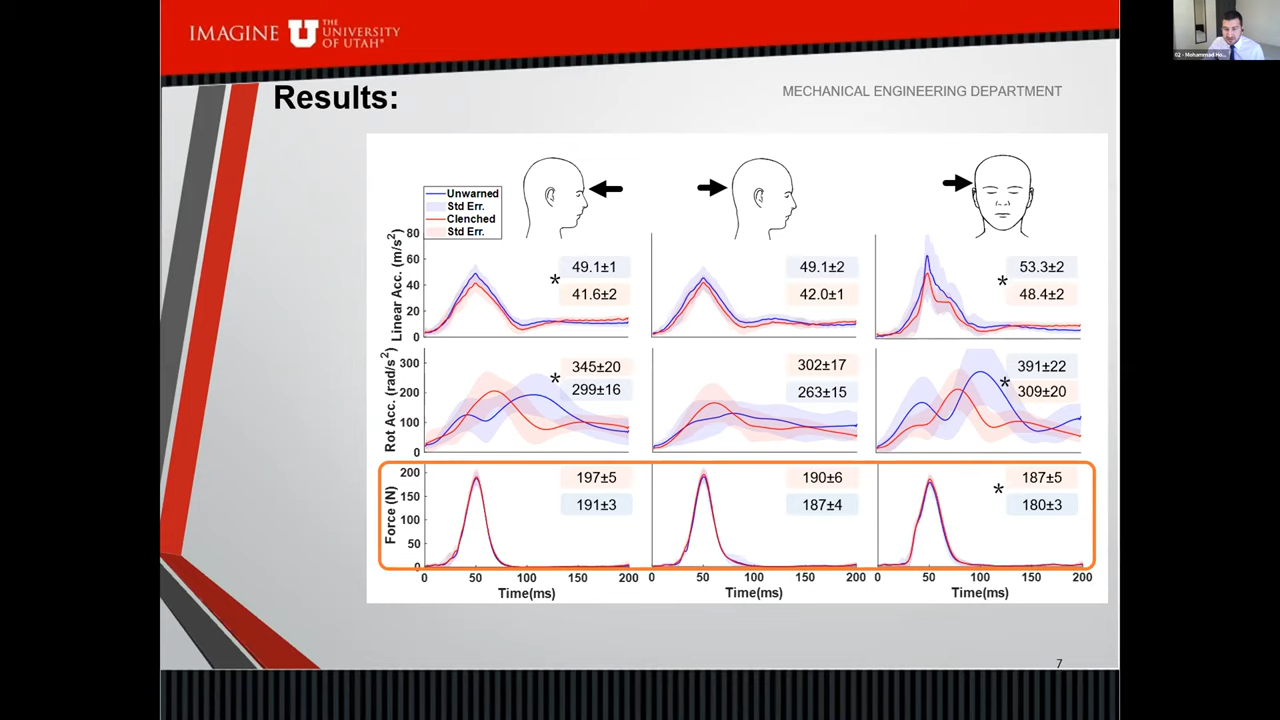 IMAGINE U THE UNIVERSITY OF UTAH®
02 - Mohammad Ho...
Results:
MECHANICAL ENGINEERING DEPARTMENT
Unwarned
Std Err.
Clenched
Std Err.
Linear Acc. (m/s²)
80
60
40
20
0
* 49.1±1
41.6±2
49.1±2
42.0±1
* 53.3±2
48.4±2
Rot Acc. (rad/s²)
300
200
100
0
* 345±20
299±16
302±17
263±15
391±22
* 309±20
Force (N)
200
150
100
50
0
197±5
191±3
190±6
187±4
* 187±5
180±3
0 50 100 150 200
0 50 100 150 200
0 50 100 150 200
Time(ms)
Time(ms)
Time(ms)
7